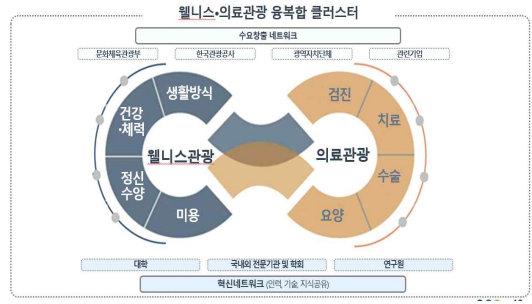 웰니스•의료관광 융복합 클러스터
수요창출 네트워크
문화체육관광부
한국관광공사
광역자치단체
관련기업
생활방식
건강
·체력
웰니스관광
정신
수양
미용
검진
치료
의료관광
수술
요양
대학
국내외 전문기관 및 학회
연구원
혁신네트워크 (인력, 기술, 지식공유)